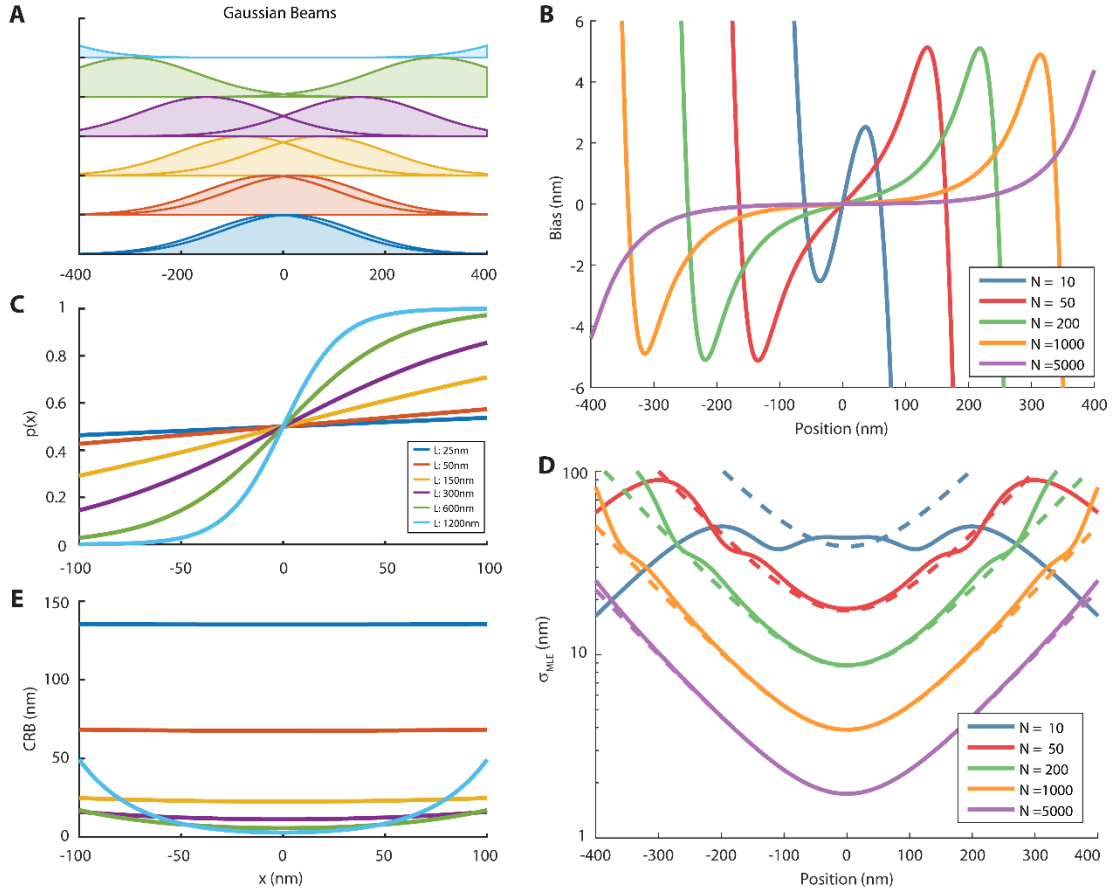 A
Gaussian Beams
-400 -200 0 200 400
B
Bias (nm)
6
4
2
0
-2
-4
-6
-400 -300 -200 -100 0 100 200 300 400
Position (nm)
N = 10
N = 50
N = 200
N =1000
N =5000
C
p(x)
1
0.8
0.6
0.4
0.2
0
-100 -50 0 50 100
L: 25nm
L: 50nm
L: 150nm
L: 300nm
L: 600nm
L: 1200nm
D
σMLE (nm)
100
10
1
-400 -300 -200 -100 0 100 200 300 400
Position (nm)
N = 10
N = 50
N = 200
N =1000
N =5000
E
CRB (nm)
150
100
50
0
-100 -50 0 50 100
x (nm)